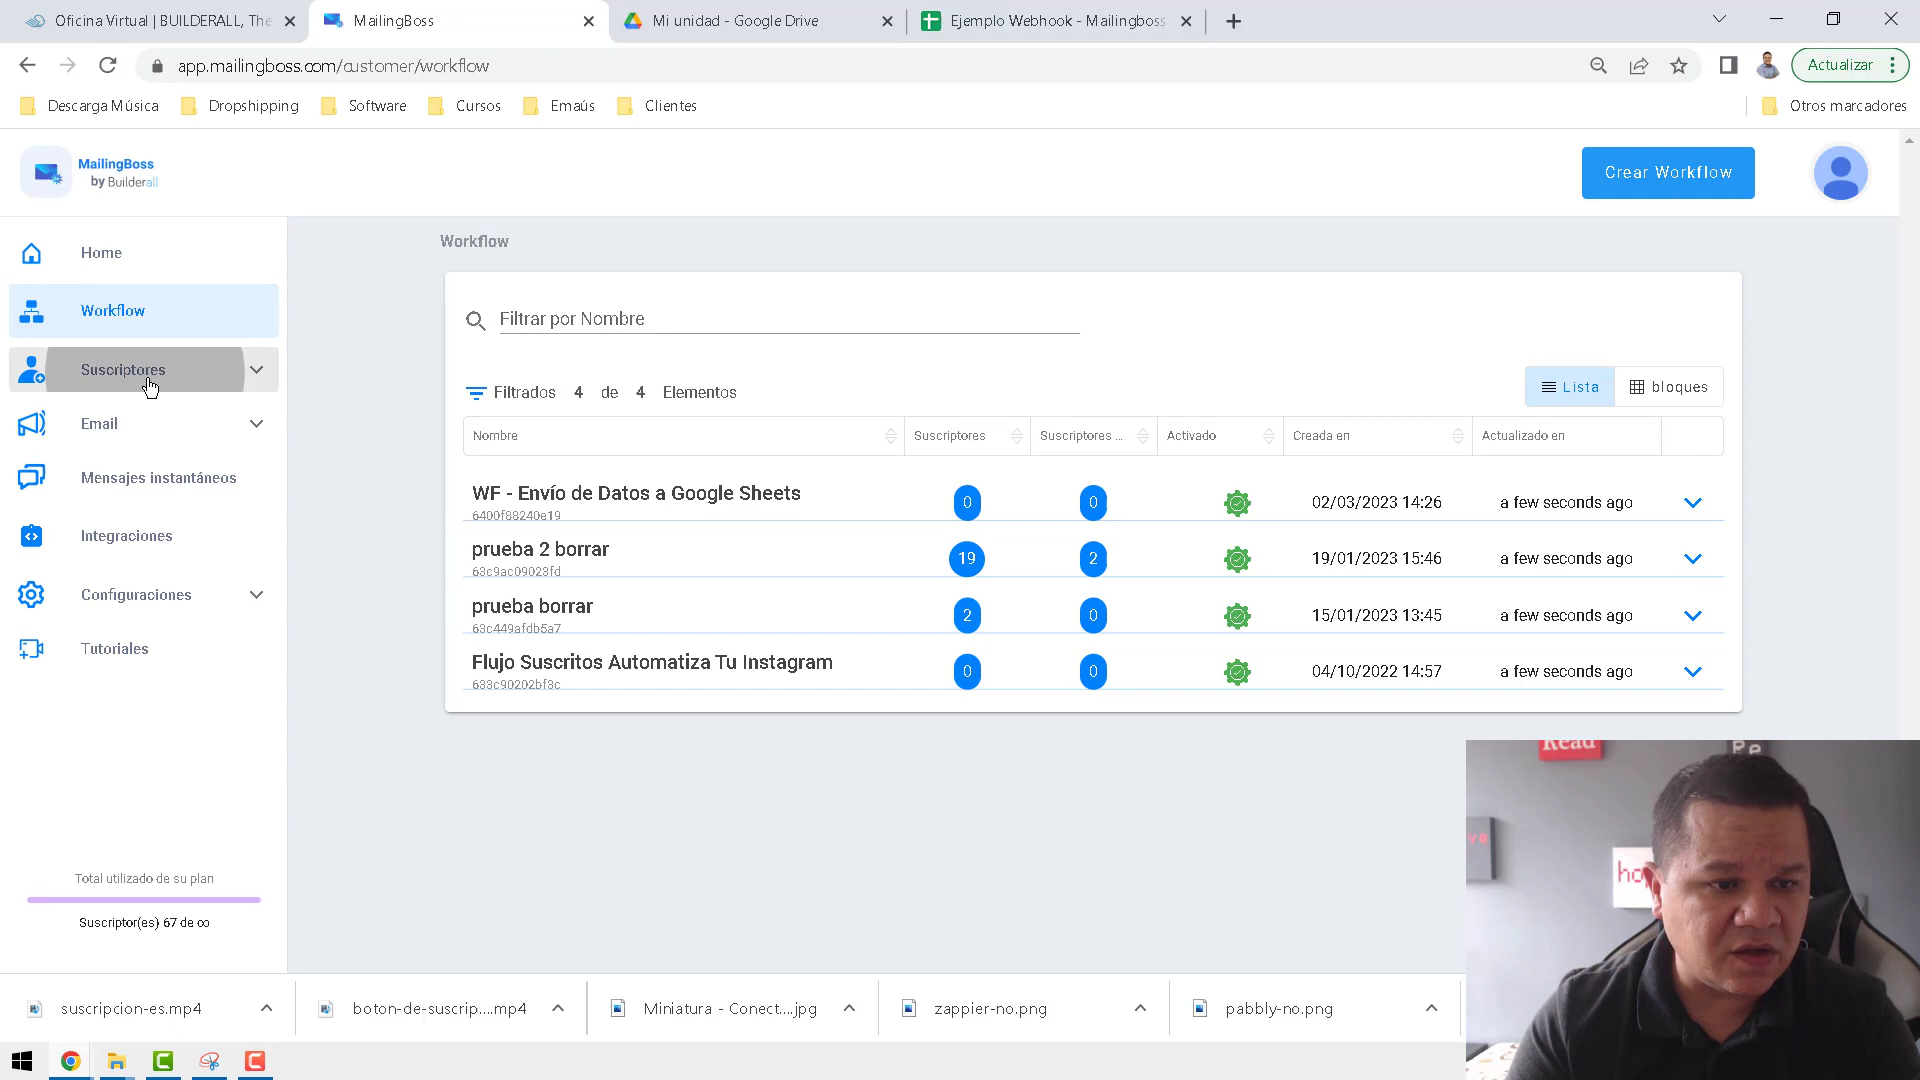 Oficina Virtual | BUILDERALL, The
MailingBoss
Mi unidad - Google Drive
Ejemplo Webhook - Mailingboss
app.mailingboss.com/customer/workflow
Actualizar
Descarga Música
Dropshipping
Software
Cursos
Emaús
Clientes
Otros marcadores
MailingBoss
by Builderall
Crear Workflow
Home
Workflow
Suscriptores
Email
Mensajes instantáneos
Integraciones
Configuraciones
Tutoriales
Total utilizado de su plan
Suscriptor(es) 67 de ∞
Workflow
Filtrar por Nombre
Filtrados 4 de 4 Elementos
Lista
bloques
Nombre Suscriptores Suscriptores ... Activado Creada en Actualizado en
WF - Envío de Datos a Google Sheets 0 0 02/03/2023 14:26 a few seconds ago
6400f88240e19
prueba 2 borrar 19 2 19/01/2023 15:46 a few seconds ago
63c9ac09023fd
prueba borrar 2 0 15/01/2023 13:45 a few seconds ago
63c449afdb5a7
Flujo Suscritos Automatiza Tu Instagram 0 0 04/10/2022 14:57 a few seconds ago
633c90202bf3c
Read
Re
ho
suscripcion-es.mp4
boton-de-suscrip....mp4
Miniatura - Conect....jpg
zappier-no.png
pabbly-no.png